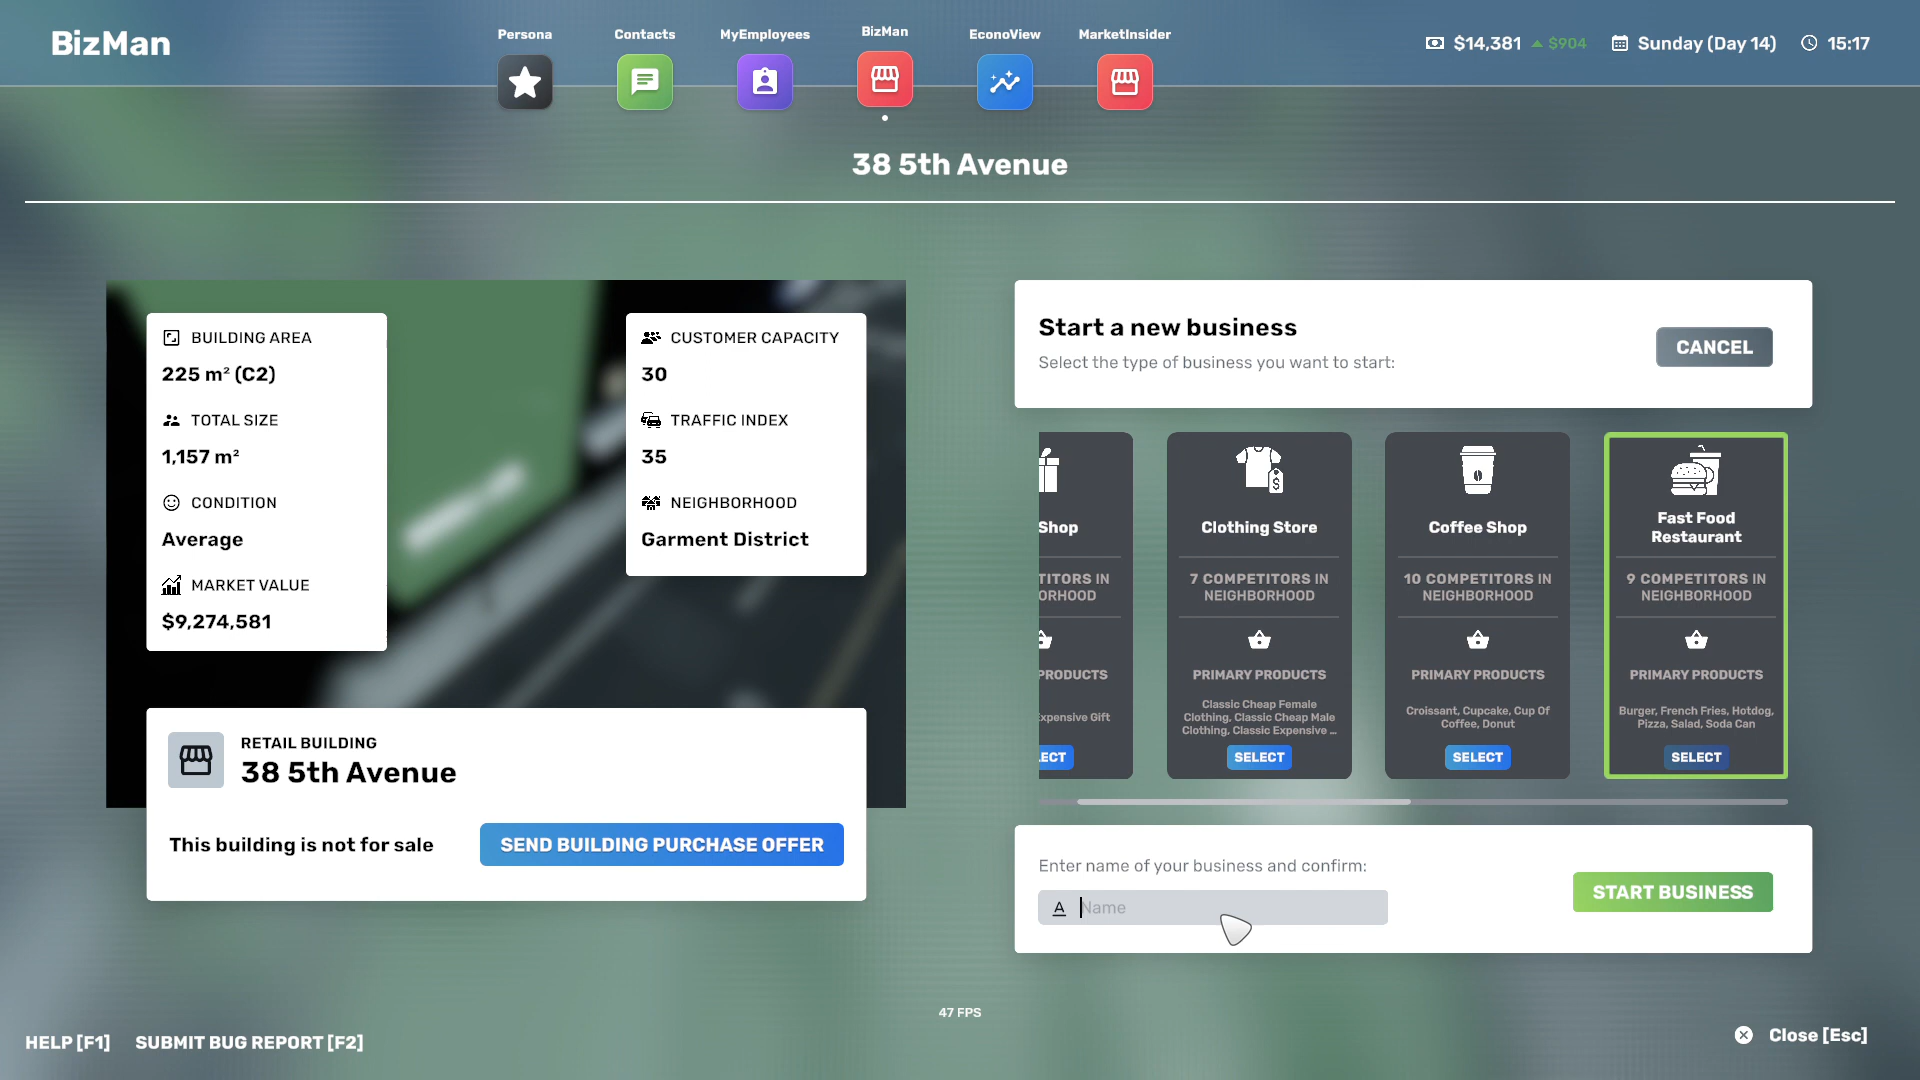 BizMan
Persona
Contacts
MyEmployees
BizMan
EconoView
MarketInsider
$14,381 $904 Sunday (Day 14) 15:17
38 5th Avenue
BUILDING AREA
225 m² (C2)
TOTAL SIZE
1,157 m²
CONDITION
Average
MARKET VALUE
$9,274,581
CUSTOMER CAPACITY
30
TRAFFIC INDEX
35
NEIGHBORHOOD
Garment District
RETAIL BUILDING
38 5th Avenue
This building is not for sale
SEND BUILDING PURCHASE OFFER
Start a new business
Select the type of business you want to start:
CANCEL
Shop
TITORS IN
ORHOOD
PRODUCTS
Expensive Gift
LECT
Clothing Store
7 COMPETITORS IN
NEIGHBORHOOD
PRIMARY PRODUCTS
Classic Cheap Female
Clothing, Classic Cheap Male
Clothing, Classic Expensive ...
SELECT
Coffee Shop
10 COMPETITORS IN
NEIGHBORHOOD
PRIMARY PRODUCTS
Croissant, Cupcake, Cup Of
Coffee, Donut
SELECT
Fast Food
Restaurant
9 COMPETITORS IN
NEIGHBORHOOD
PRIMARY PRODUCTS
Burger, French Fries, Hotdog,
Pizza, Salad, Soda Can
SELECT
Enter name of your business and confirm:
A Name
START BUSINESS
47 FPS
HELP [F1] SUBMIT BUG REPORT [F2]
Close [Esc]